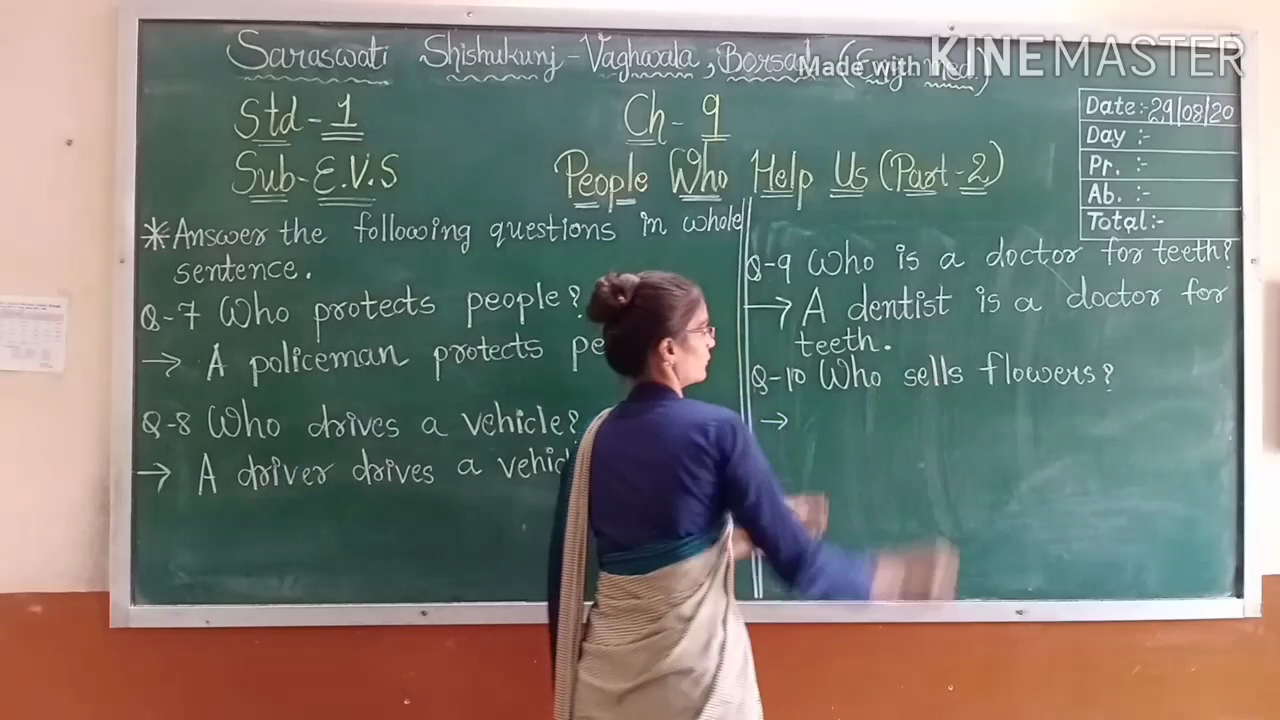 Saraswati Shishukunj - Vaghwala, Borsad (Eng. Med.)
Made with KINEMASTER
Std - 1
Ch - 9
Sub - E.V.S
People Who Help Us (Part - 2)
Date:- 29/08/20
Day :-
Pr. :-
Ab. :-
Total:-
*Answer the following questions in whole
sentence.
Q-7 Who protects people?
→ A policeman protects pe
Q-8 Who drives a vehicle?
→ A driver drives a vehic
Q-9 Who is a doctor for teeth?
→ A dentist is a doctor for
teeth.
Q-10 Who sells flowers?
→